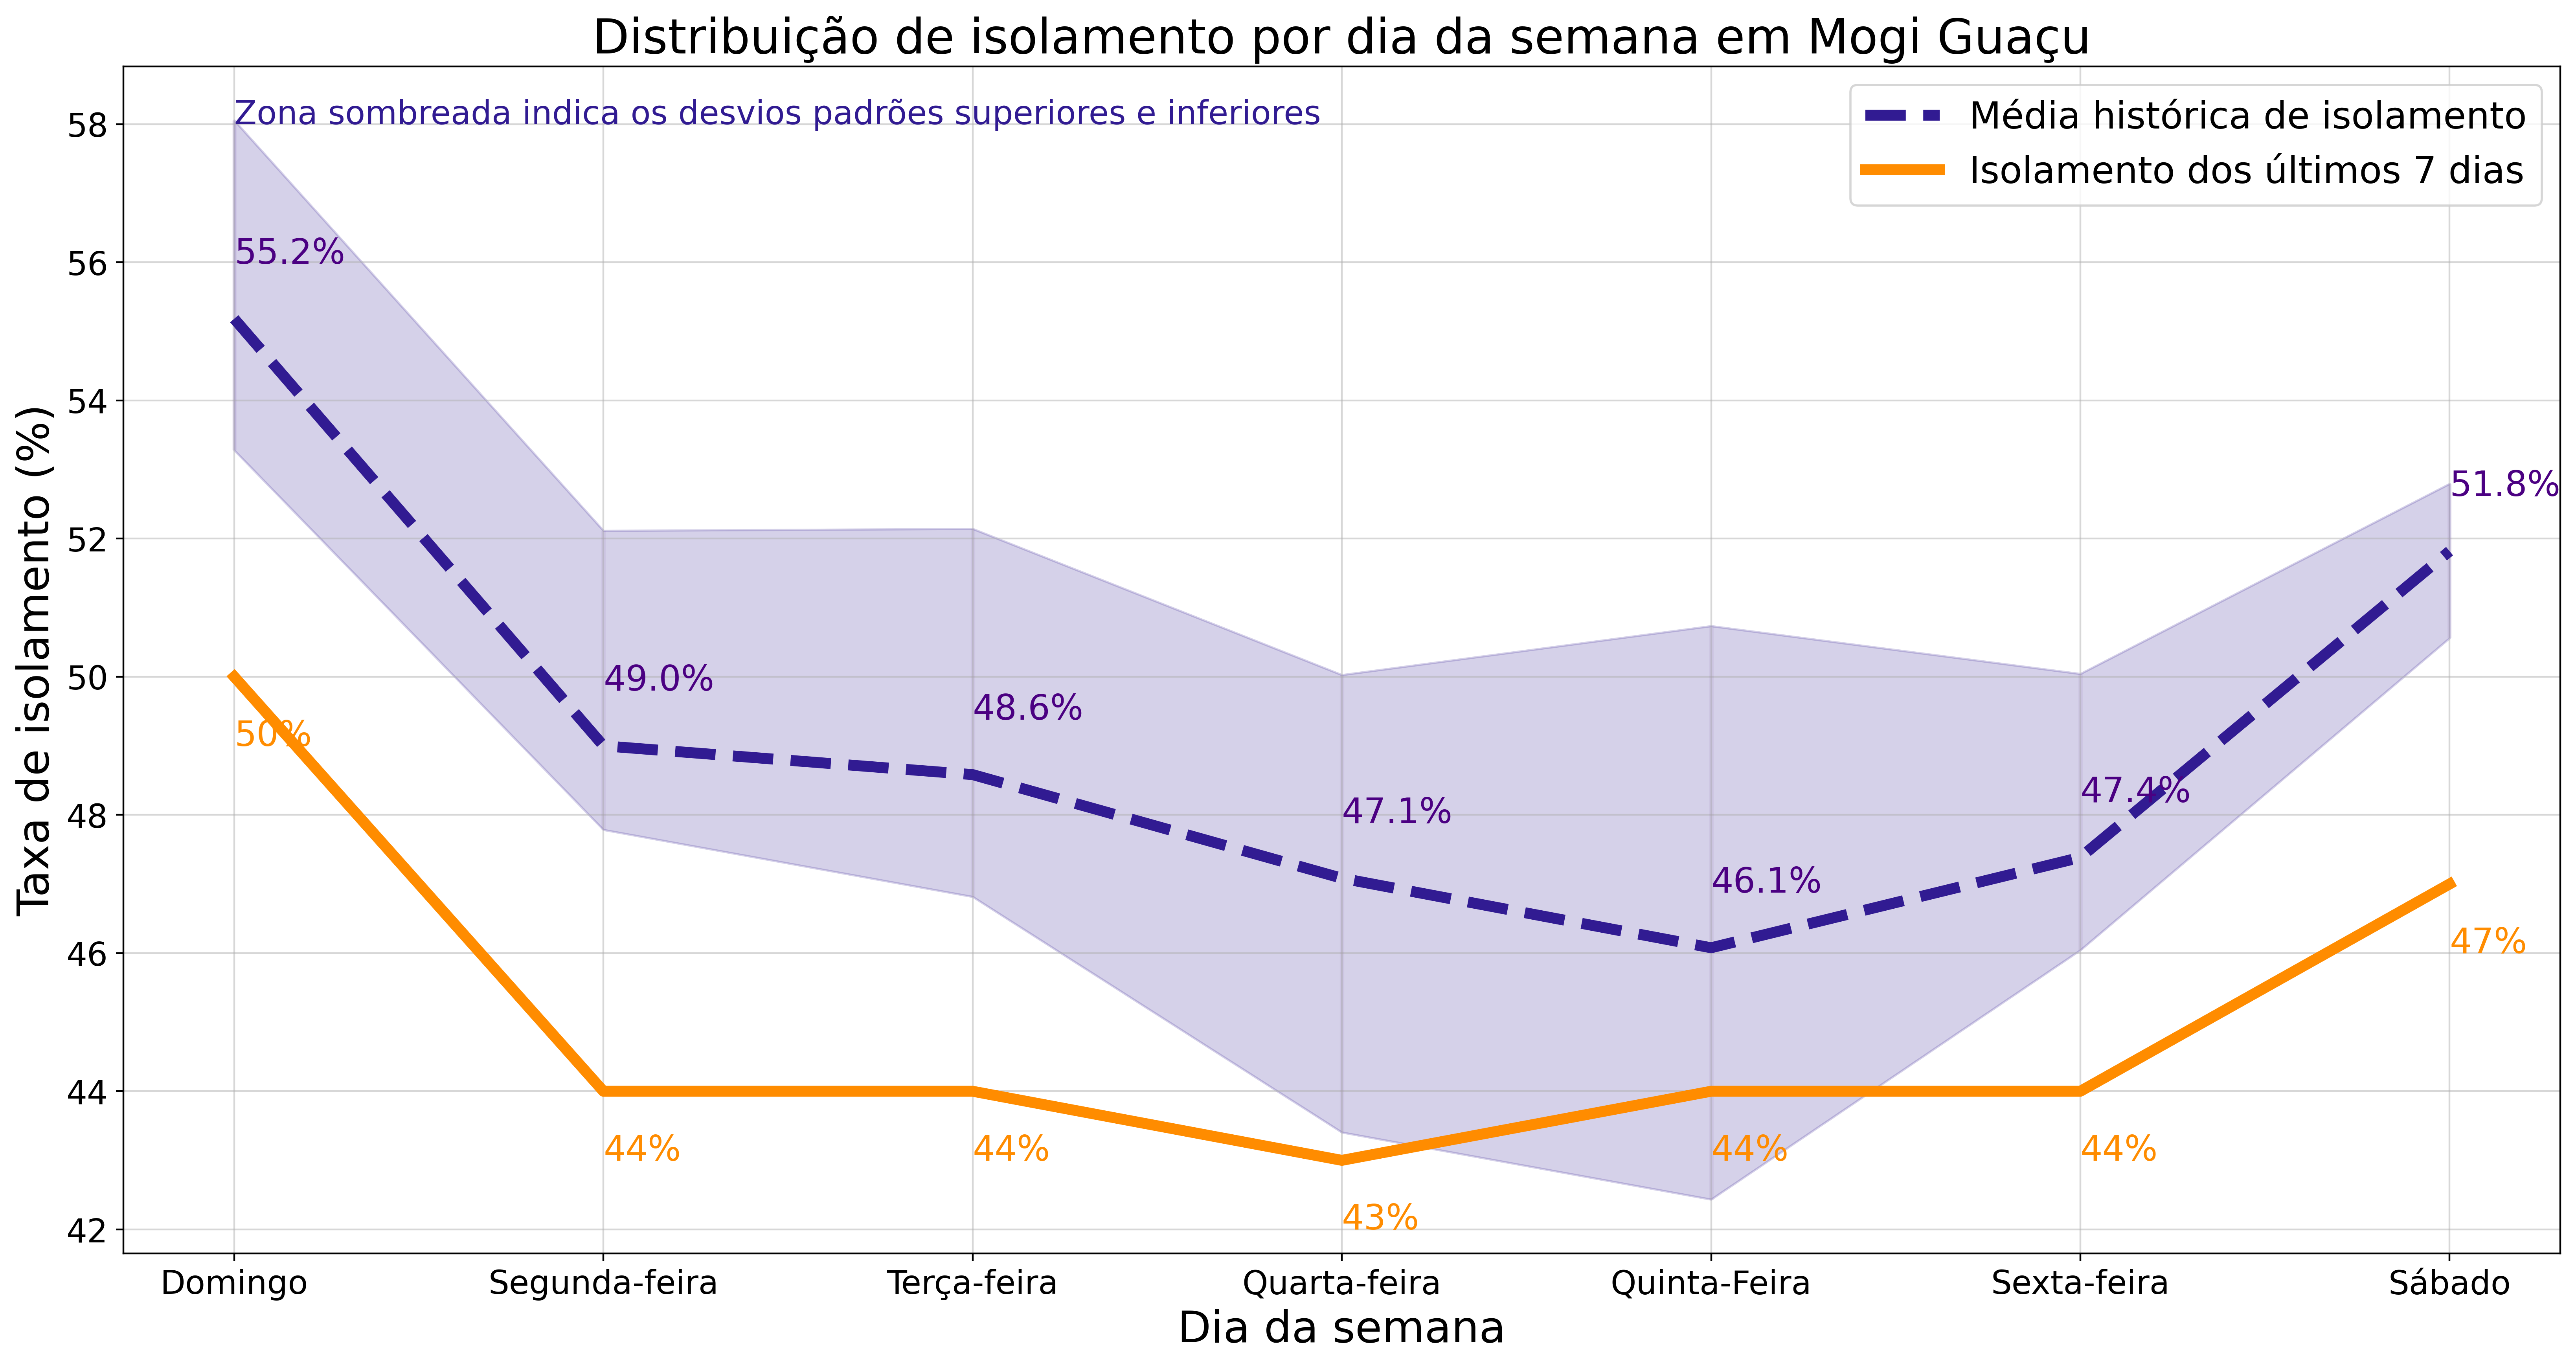 Distribuição de isolamento por dia da semana em Mogi Guaçu
Zona sombreada indica os desvios padrões superiores e inferiores
Média histórica de isolamento
Isolamento dos últimos 7 dias
Taxa de isolamento (%)
58
56
54
52
50
48
46
44
42
55.2%
49.0%
48.6%
47.1%
46.1%
47.4%
51.8%
50%
44%
44%
43%
44%
44%
47%
Domingo
Segunda-feira
Terça-feira
Quarta-feira
Quinta-Feira
Sexta-feira
Sábado
Dia da semana